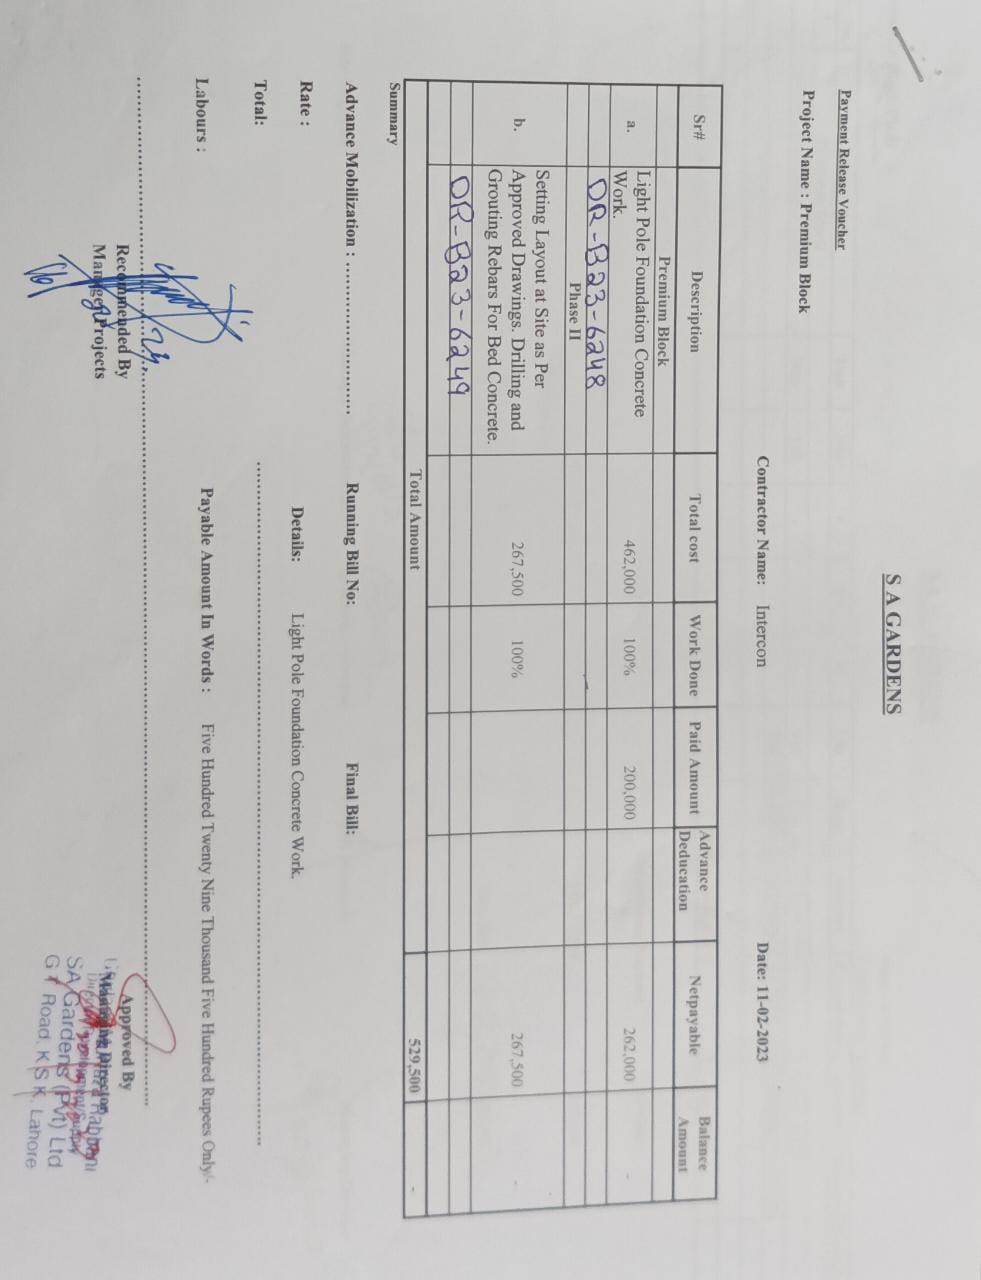 S A GARDENS
Payment Release Voucher
Project Name : Premium Block
Contractor Name: Intercon
Date: 11-02-2023
Sr# Description Total cost Work Done Paid Amount Advance Deducation Netpayable Balance Amount
Premium Block
a. Light Pole Foundation Concrete Work. 462,000 100% 200,000 262,000 -
DR-B23-6248
Phase II
b. Setting Layout at Site as Per Approved Drawings. Drilling and Grouting Rebars For Bed Concrete. 267,500 100% 267,500 -
DR-B23-6249
Total Amount 529,500 -
Summary
Advance Mobilization : ........................... Running Bill No: Final Bill:
Rate : Details: Light Pole Foundation Concrete Work.
Total:
Labours : Payable Amount In Words : Five Hundred Twenty Nine Thousand Five Hundred Rupees Only/-
Recommended By
Manager Projects
Approved By
Managing Director
SA Gardens (Pvt) Ltd
G T Road, K S K. Lahore